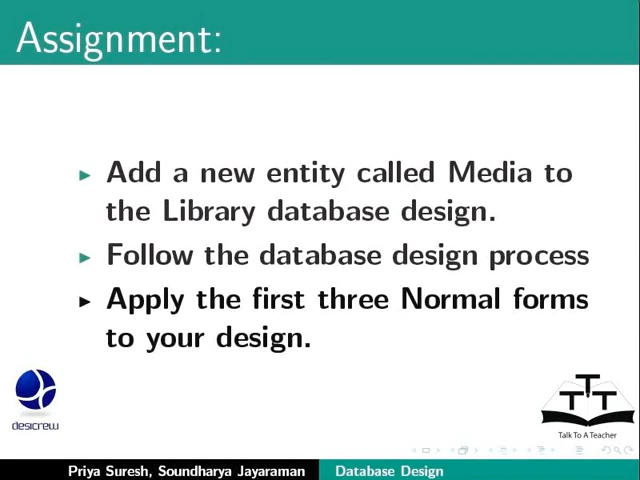 Assignment:
Add a new entity called Media to
the Library database design.
Follow the database design process
Apply the first three Normal forms
to your design.
desicrew
TTT
Talk To A Teacher
Priya Suresh, Soundharya Jayaraman
Database Design